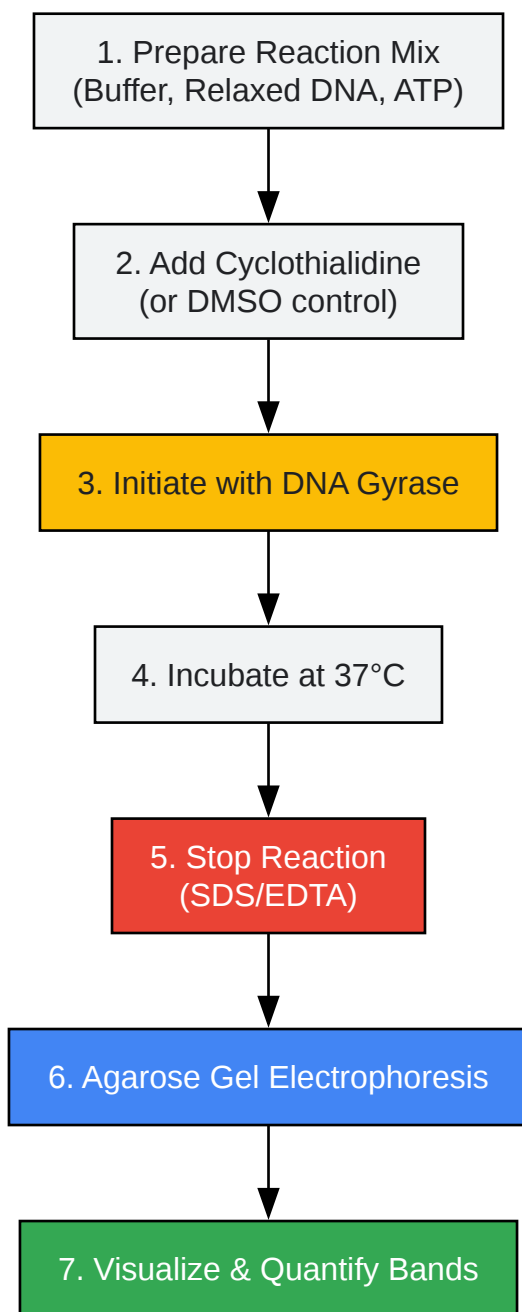 1. Prepare Reaction Mix
(Buffer, Relaxed DNA, ATP)
2. Add Cyclothialidine
(or DMSO control)
3. Initiate with DNA Gyrase
4. Incubate at 37°C
5. Stop Reaction
(SDS/EDTA)
6. Agarose Gel Electrophoresis
7. Visualize & Quantify Bands